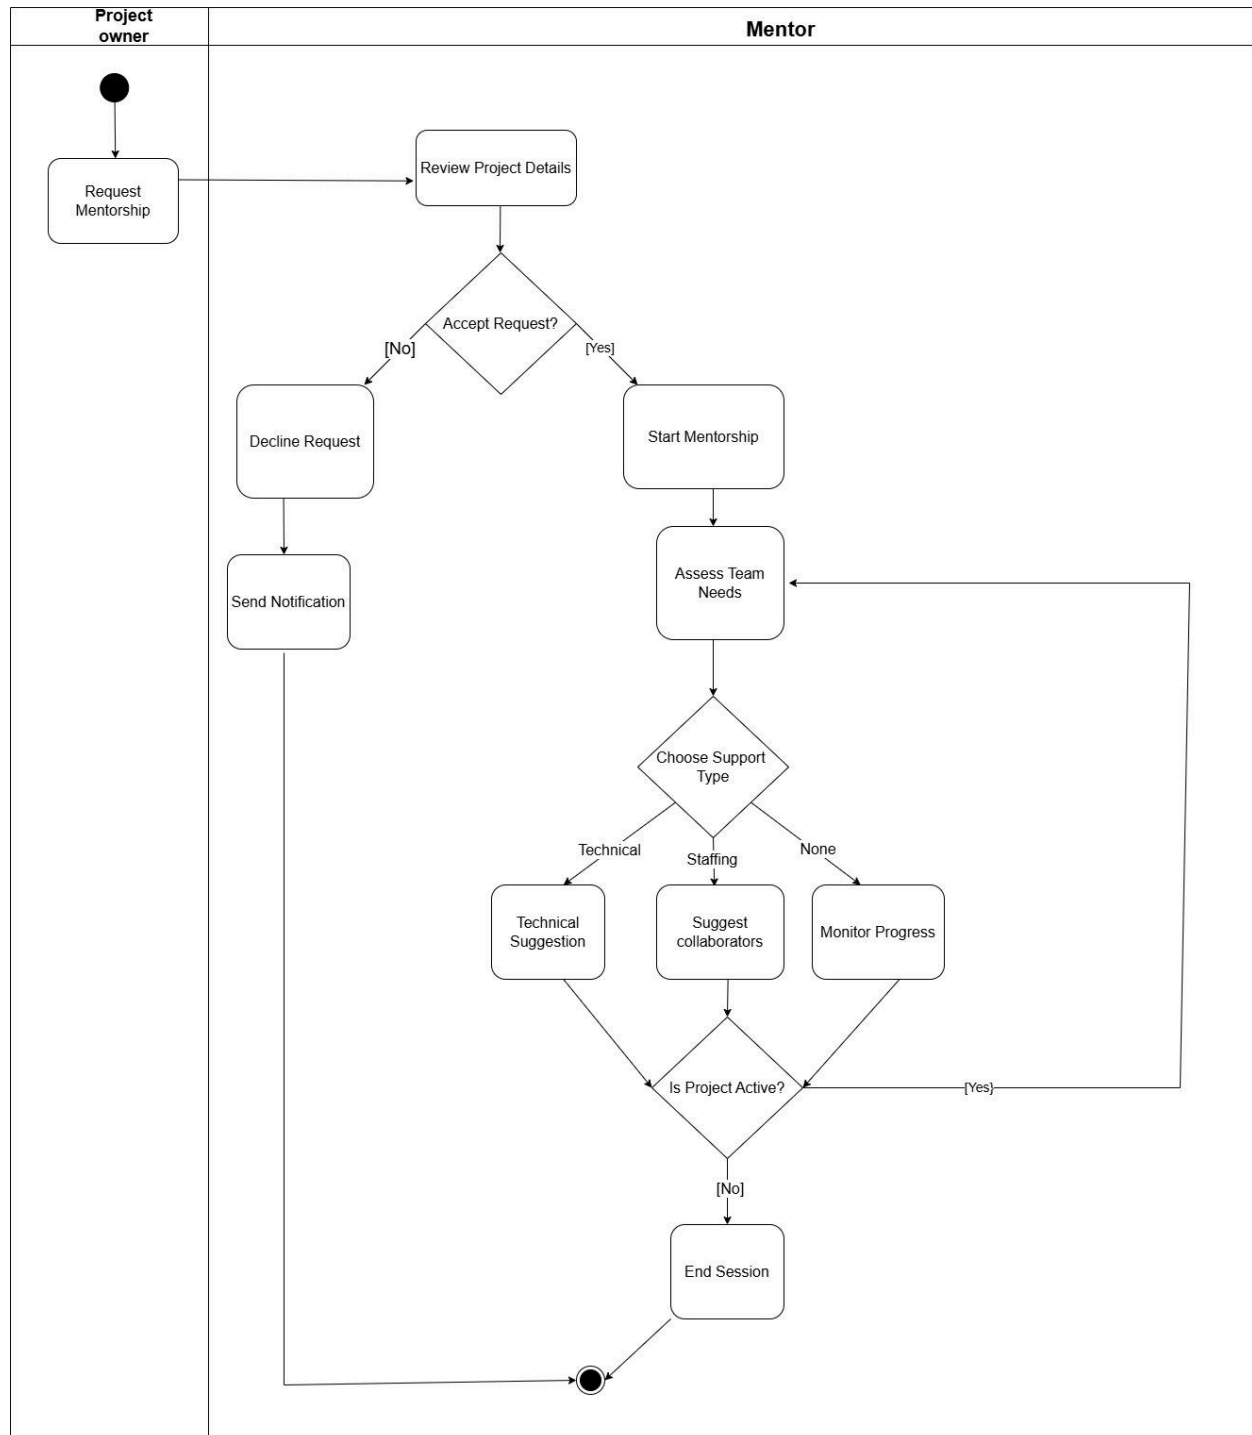 Project
owner
Mentor
Request
Mentorship
Review Project Details
Accept Request?
[No]
[Yes]
Decline Request
Start Mentorship
Send Notification
Assess Team
Needs
Choose Support
Type
Technical
Staffing
None
Technical
Suggestion
Suggest
collaborators
Monitor Progress
Is Project Active?
[Yes}
[No]
End Session